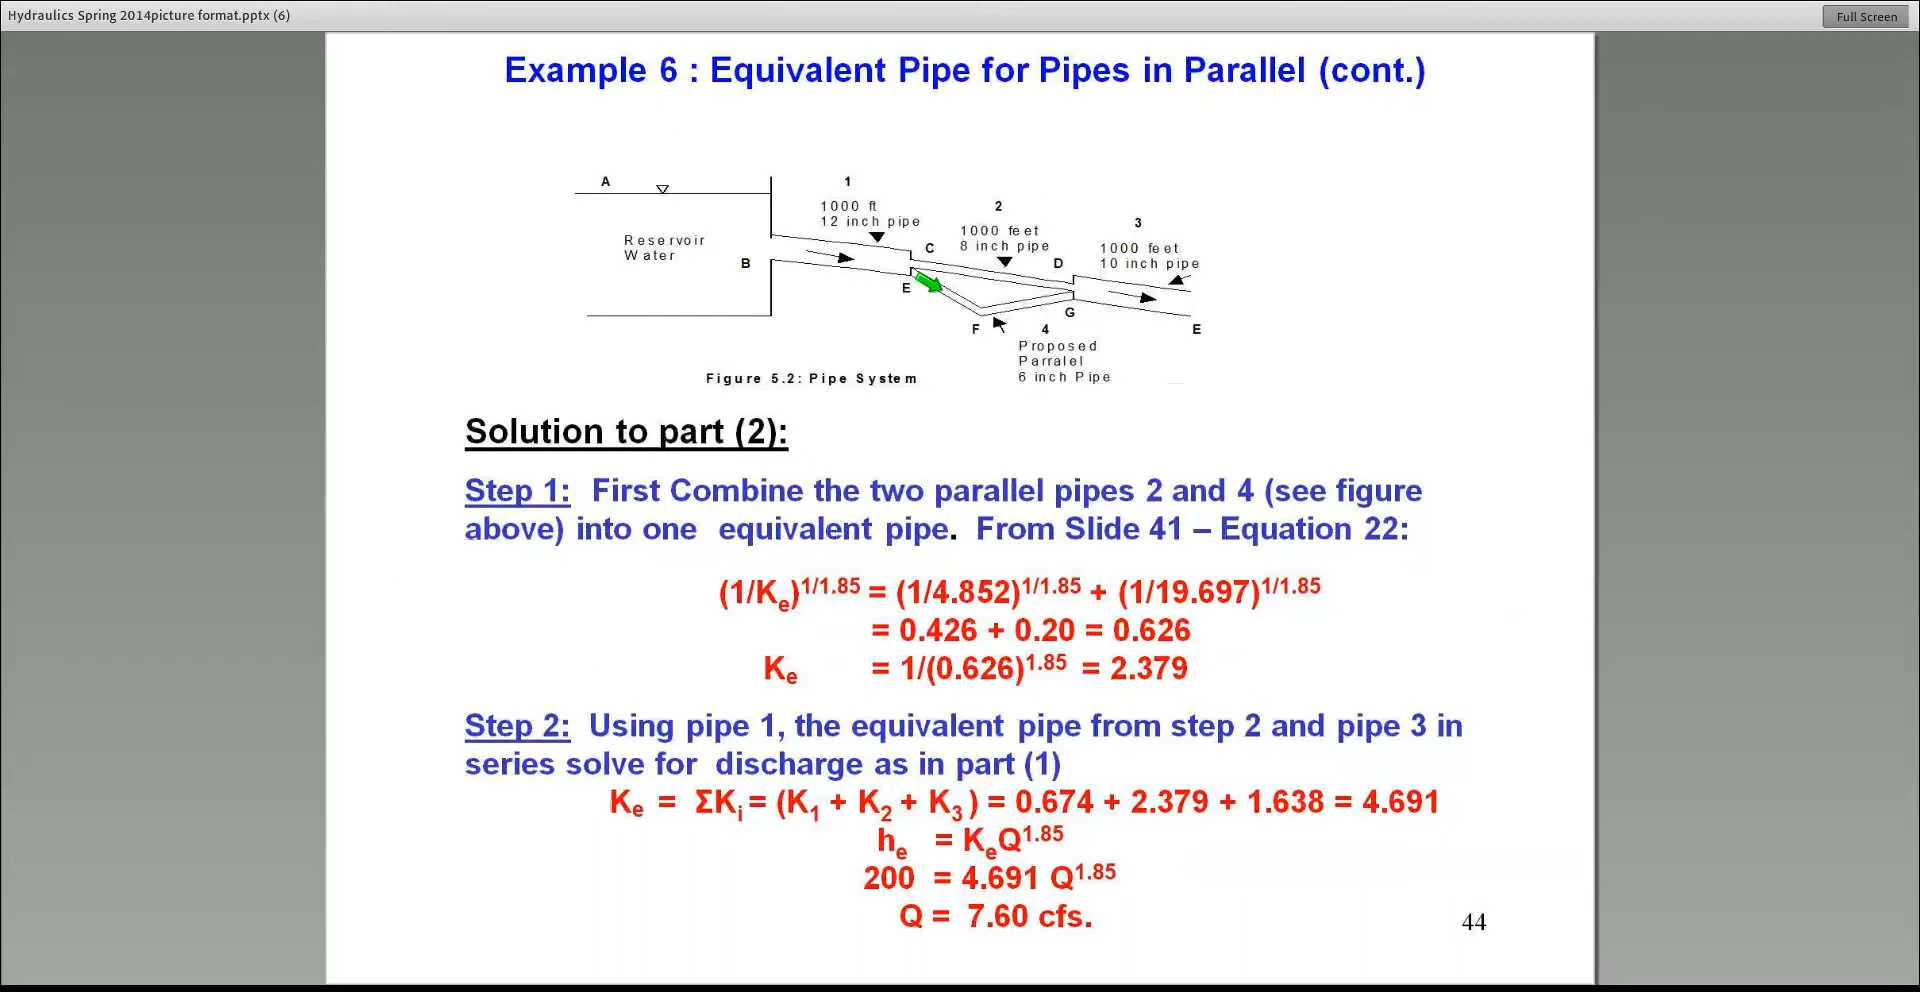 Hydraulics Spring 2014picture format.pptx (6)
Full Screen
Example 6 : Equivalent Pipe for Pipes in Parallel (cont.)
A
1
1000 ft
12 inch pipe
2
1000 feet
8 inch pipe
3
1000 feet
10 inch pipe
Reservoir
Water
B
C
D
E
F
G
4
E
Proposed
Parralel
6 inch Pipe
Figure 5.2: Pipe System
Solution to part (2):
Step 1: First Combine the two parallel pipes 2 and 4 (see figure
above) into one equivalent pipe. From Slide 41 – Equation 22:
(1/Kₑ)^1/1.85 = (1/4.852)^1/1.85 + (1/19.697)^1/1.85
= 0.426 + 0.20 = 0.626
Kₑ = 1/(0.626)^1.85 = 2.379
Step 2: Using pipe 1, the equivalent pipe from step 2 and pipe 3 in
series solve for discharge as in part (1)
Kₑ = ΣKᵢ = (K₁ + K₂ + K₃ ) = 0.674 + 2.379 + 1.638 = 4.691
hₑ = KₑQ^1.85
200 = 4.691 Q^1.85
Q = 7.60 cfs.
44